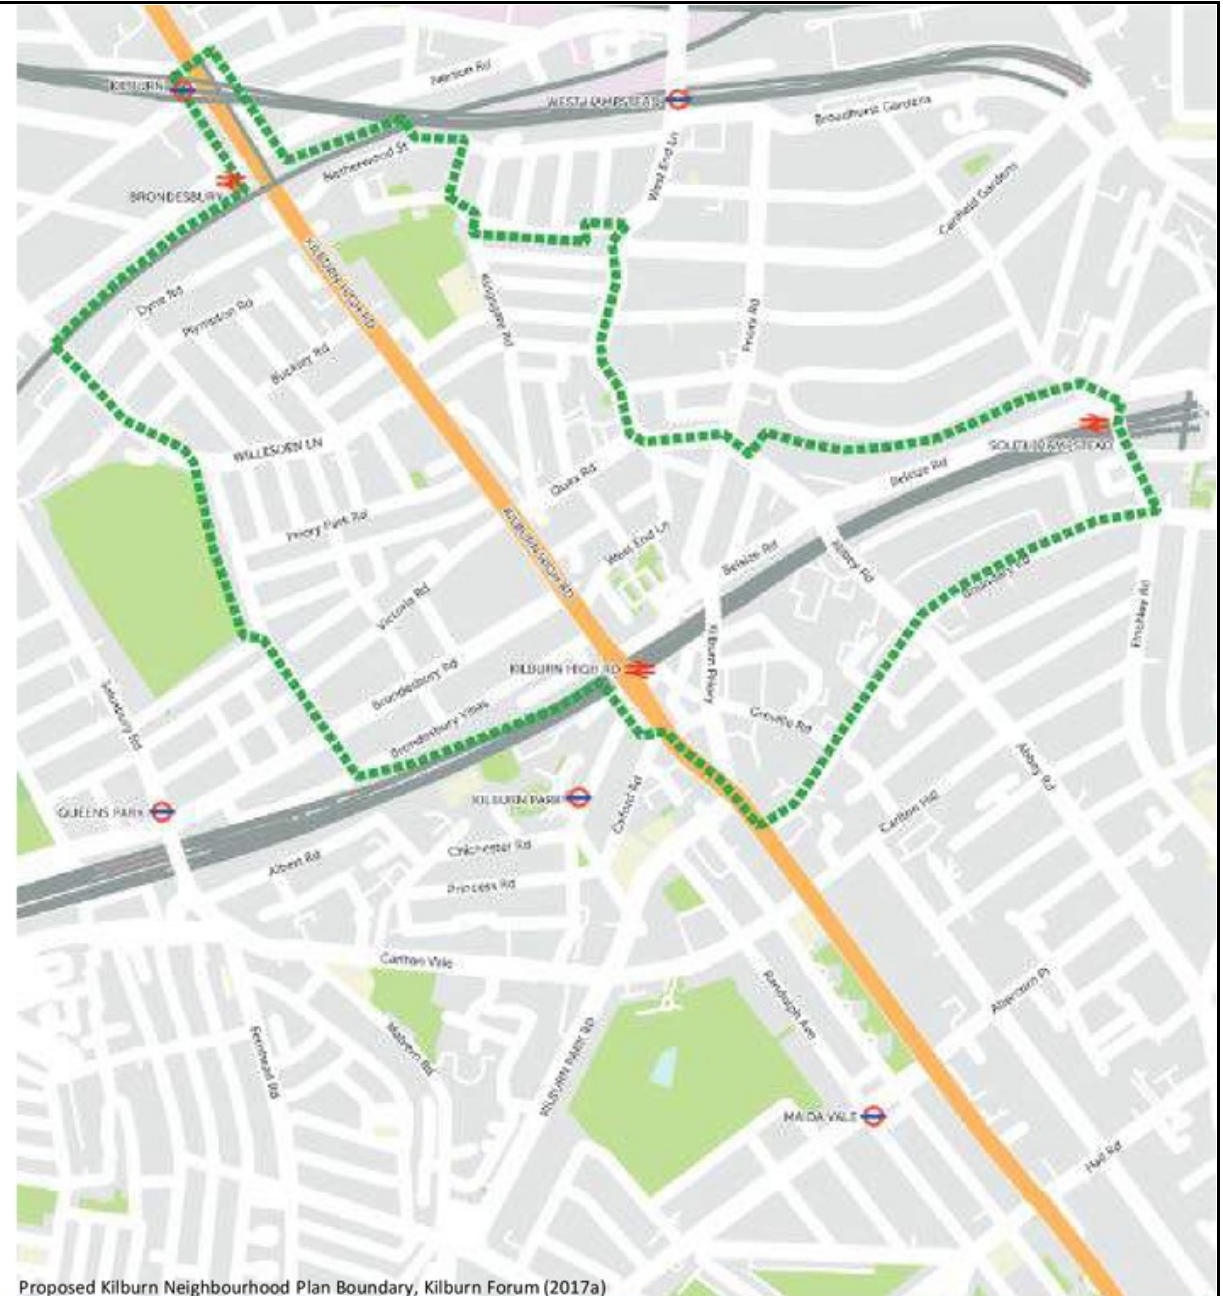 Iverson Rd
KILBURN
WEST HAMPSTEAD
Broadhurst Gardens
Netherwood St
West End Ln
BRONDESBURY
Canfield Gardens
KILBURN HIGH RD
Dyne Rd
Plympton Rd
Kingsgate Rd
Priory Rd
Buckley Rd
WILLESDEN LN
SOUTH HAMPSTEAD
Quex Rd
Belsize Rd
Priory Park Rd
KILBURN HIGH RD
West End Ln
Belsize Rd
Abbey Rd
Boundary Rd
Victoria Rd
Finchley Rd
Kilburn Priory
KILBURN HIGH RD
Brondesbury Rd
Salusbury Rd
Brondesbury Villas
Greville Rd
Abbey Rd
QUEENS PARK
KILBURN PARK
Oxford Rd
Carlton Hill
Chichester Rd
Albert Rd
Princess Rd
Carlton Vale
Randolph Ave
Abercorn Pl
Fernhead Rd
Malvern Rd
KILBURN PARK RD
MAIDA VALE
Hall Rd
Proposed Kilburn Neighbourhood Plan Boundary, Kilburn Forum (2017a)